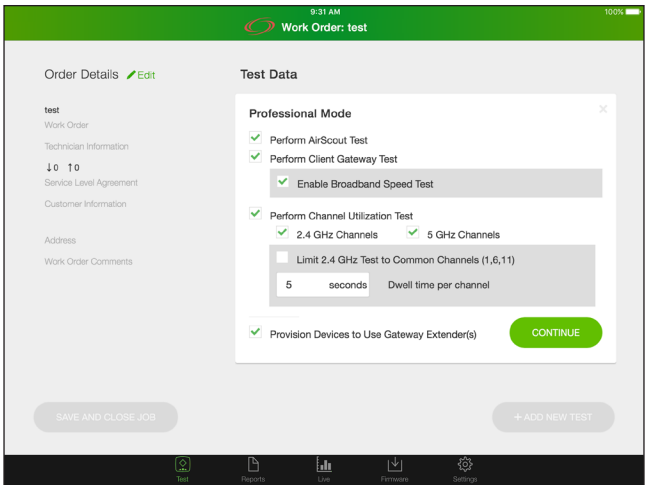 9:31 AM
100%
Work Order: test
Order Details Edit
Test Data
test
Work Order
Technician Information
↓0 ↑0
Service Level Agreement
Customer Information
Address
Work Order Comments
Professional Mode
Perform AirScout Test
Perform Client Gateway Test
Enable Broadband Speed Test
Perform Channel Utilization Test
2.4 GHz Channels
5 GHz Channels
Limit 2.4 GHz Test to Common Channels (1,6,11)
5 seconds Dwell time per channel
Provision Devices to Use Gateway Extender(s)
CONTINUE
SAVE AND CLOSE JOB
+ ADD NEW TEST
Test Reports Live Firmware Settings